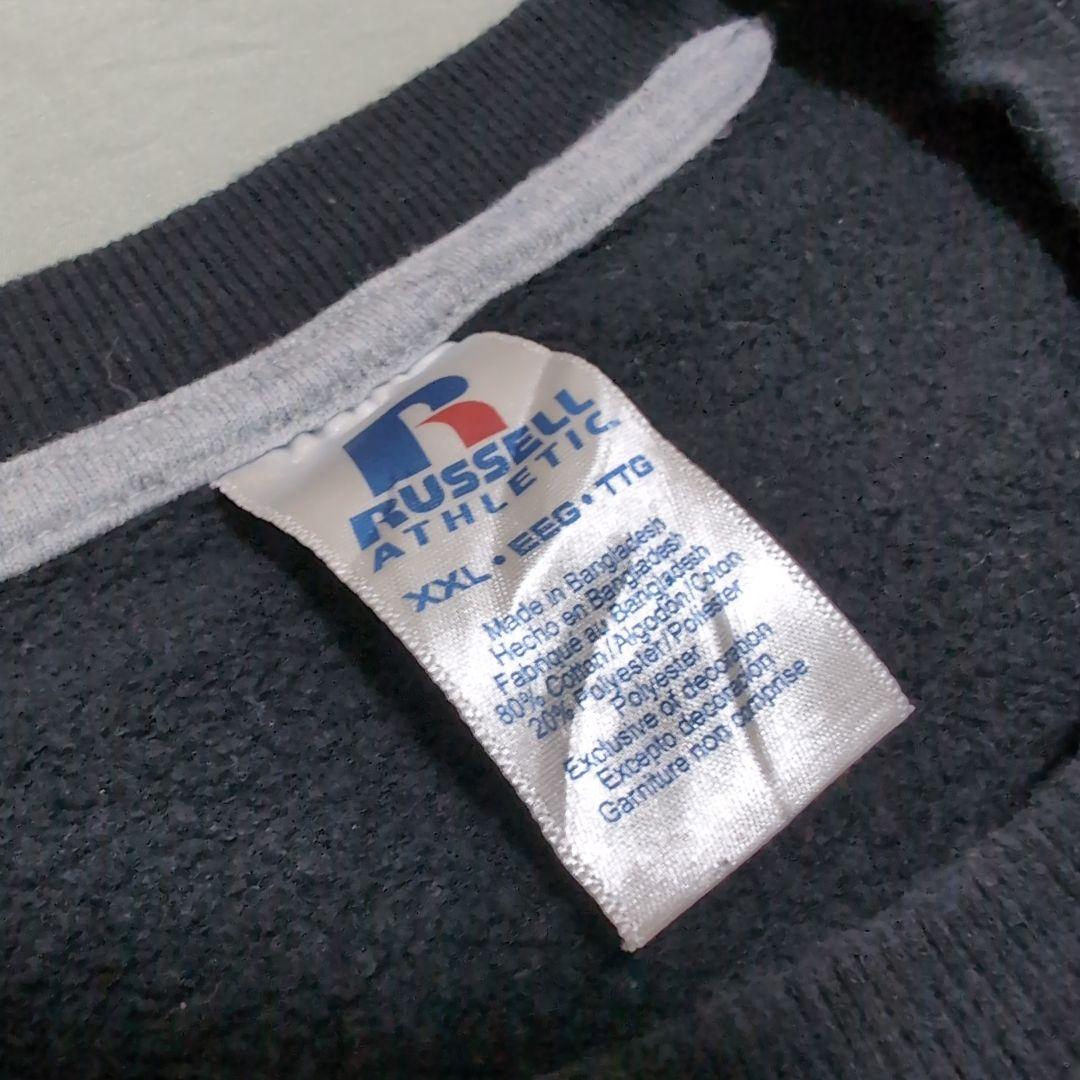 RUSSELL
ATHLETIC
XXL • EEG • TTG
Made in Bangladesh
Hecho en Bangladesh
Fabriqué au Bangladesh
80% Cotton/Algodón/Coton
20% Polyester/Poliester
Polyester
Exclusive of decoration
Excepto decoration
Garniture non comprise